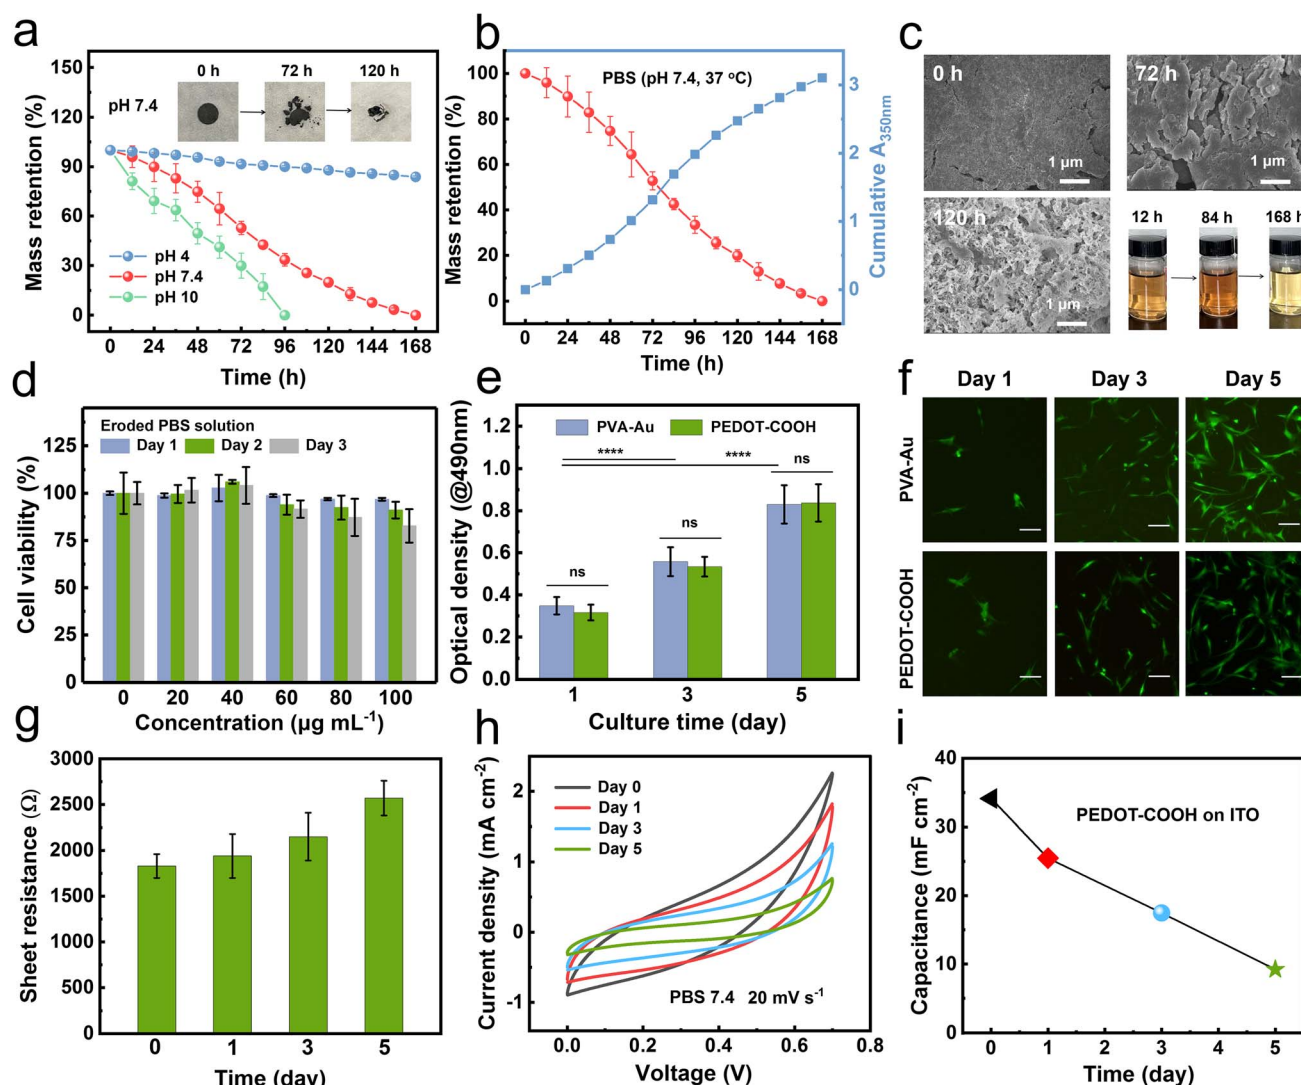 a
150
120
90
60
30
0
Mass retention (%)
pH 7.4
0 h
72 h
120 h
pH 4
pH 7.4
pH 10
0 24 48 72 96 120 144 168
Time (h)
b
100
80
60
40
20
0
Mass retention (%)
PBS (pH 7.4, 37 °C)
3
2
1
0
Cumulative A350nm
0 24 48 72 96 120 144 168
Time (h)
c
0 h
1 µm
72 h
1 µm
120 h
1 µm
12 h
84 h
168 h
d
125
100
75
50
25
0
Cell viability (%)
Eroded PBS solution
Day 1
Day 2
Day 3
0 20 40 60 80 100
Concentration (µg mL-1)
e
1.2
1.0
0.8
0.6
0.4
0.2
0.0
Optical density (@490nm)
PVA-Au
PEDOT-COOH
****
****
ns
ns
ns
1 3 5
Culture time (day)
f
Day 1
Day 3
Day 5
PVA-Au
PEDOT-COOH
g
3000
2500
2000
1500
1000
500
0
Sheet resistance (Ω)
0 1 3 5
Time (day)
h
2
1
0
-1
Current density (mA cm-2)
Day 0
Day 1
Day 3
Day 5
PBS 7.4 20 mV s-1
0.0 0.2 0.4 0.6 0.8
Voltage (V)
i
40
30
20
10
0
Capacitance (mF cm-2)
PEDOT-COOH on ITO
0 1 2 3 4 5
Time (day)